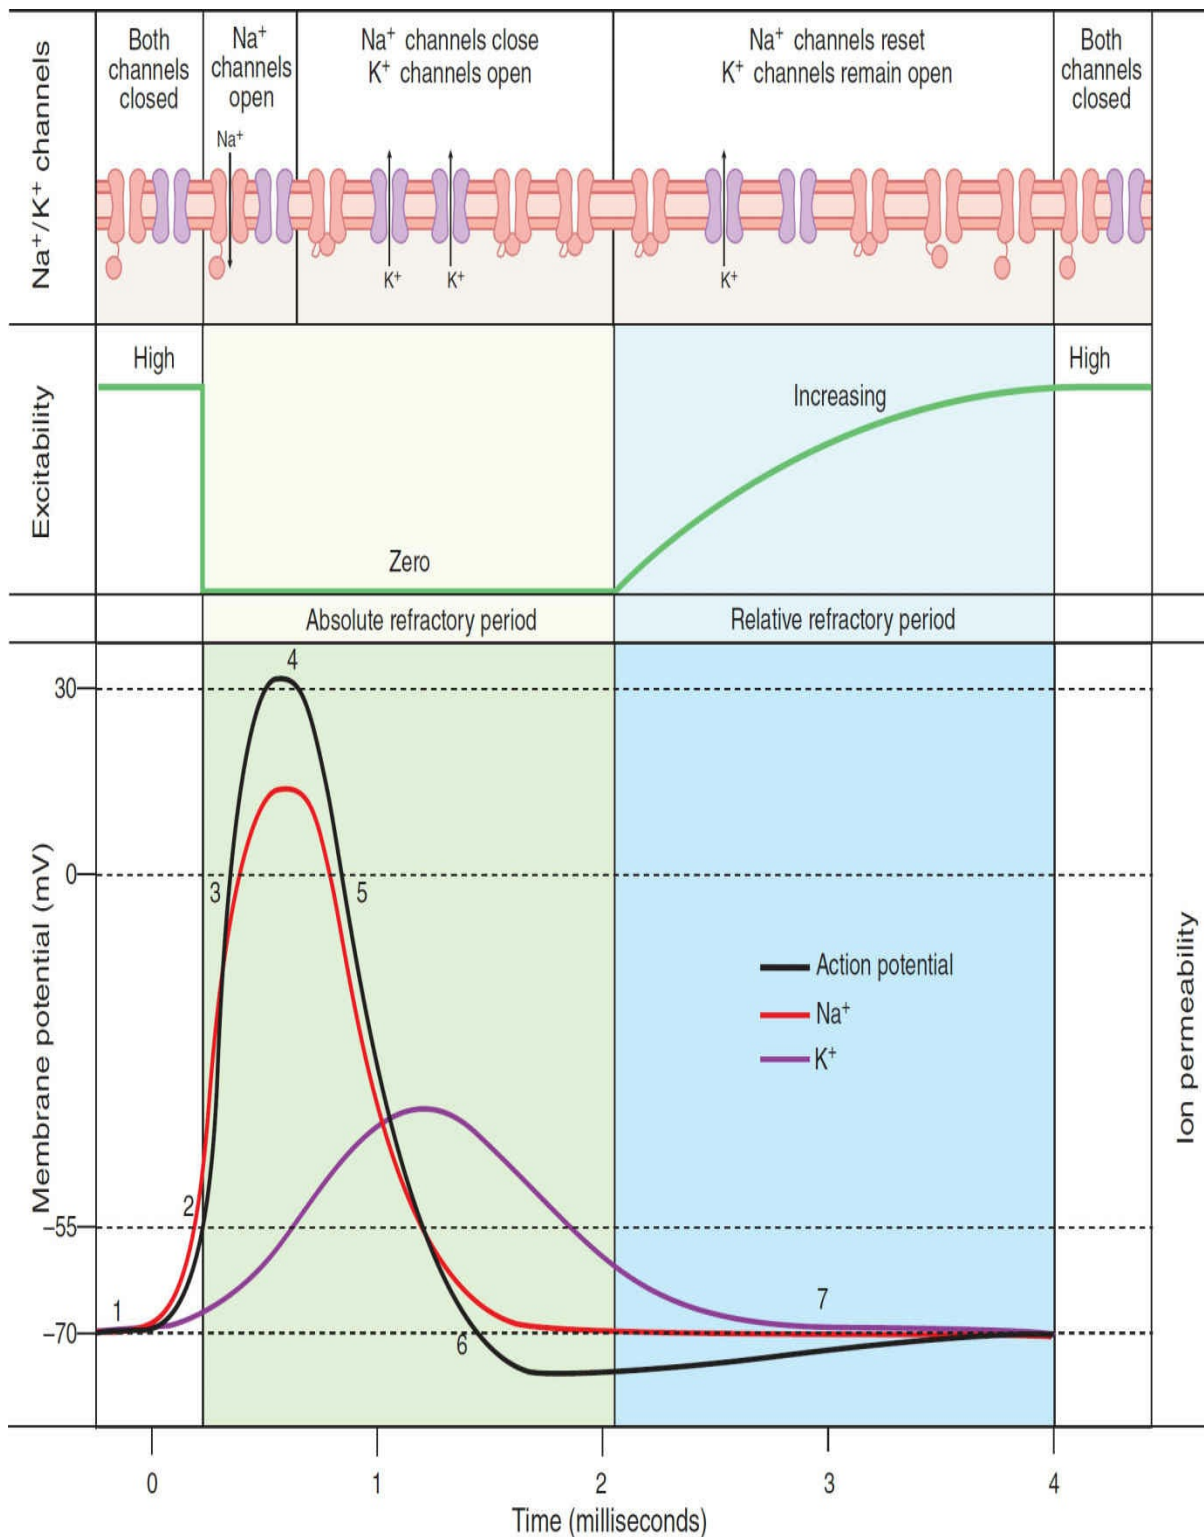 Na⁺/K⁺ channels
Both
channels
closed
Na⁺
channels
open
Na⁺ channels close
K⁺ channels open
Na⁺ channels reset
K⁺ channels remain open
Both
channels
closed
Na⁺
K⁺
K⁺
K⁺
Excitability
High
Zero
Increasing
High
Absolute refractory period
Relative refractory period
Membrane potential (mV)
30
0
–55
–70
1
2
3
4
5
6
7
Action potential
Na⁺
K⁺
Ion permeability
0
1
2
3
4
Time (milliseconds)